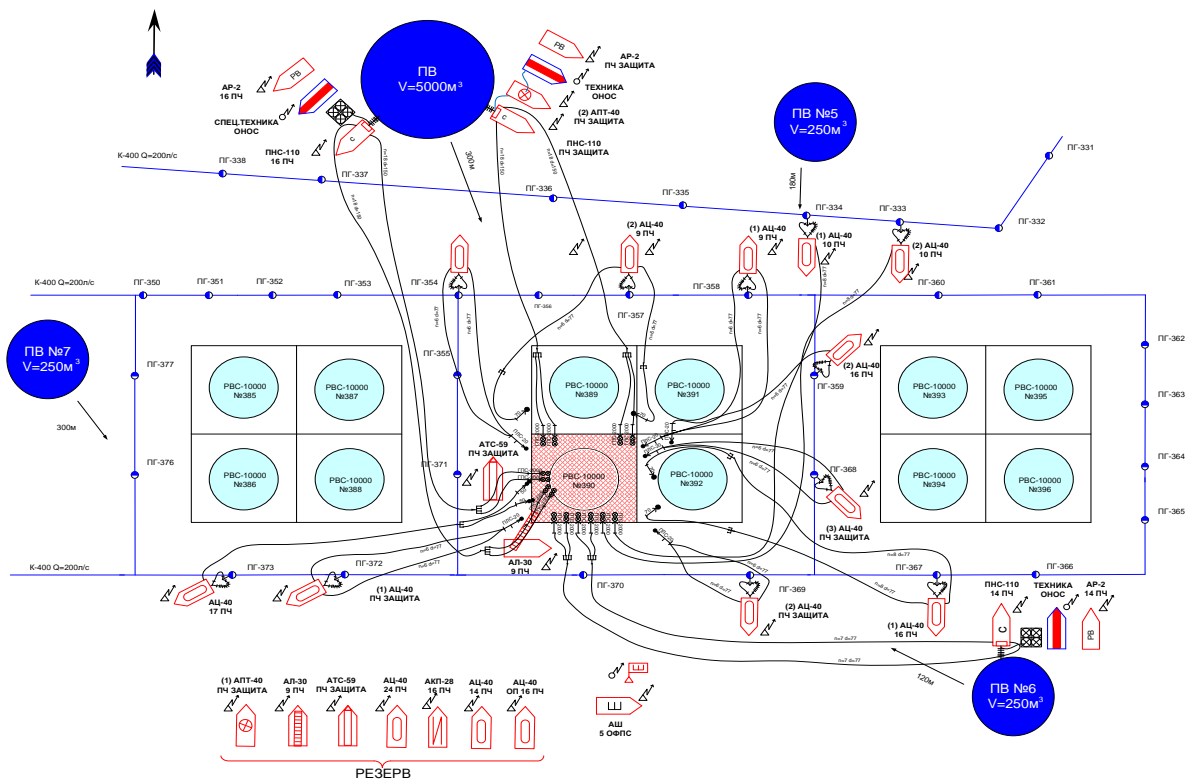 ПВ
V=5000м³
АР-2
ПЧ ЗАЩИТА
ТЕХНИКА
ОНОС
(2) АПТ-40
ПЧ ЗАЩИТА
ПНС-110
ПЧ ЗАЩИТА
РВ
РВ
С
С
АР-2
16 ПЧ
СПЕЦ.ТЕХНИКА
ОНОС
ПНС-110
16 ПЧ
300м
ПВ №5
V=250м³
180м
К-400 Q=200л/с
ПГ-338
ПГ-337
ПГ-336
ПГ-335
ПГ-334
ПГ-333
ПГ-332
ПГ-331
(2) АЦ-40
9 ПЧ
(1) АЦ-40
9 ПЧ
(1) АЦ-40
10 ПЧ
(2) АЦ-40
10 ПЧ
К-400 Q=200л/с
ПГ-350
ПГ-351
ПГ-352
ПГ-353
ПГ-354
ПГ-356
ПГ-357
ПГ-358
ПГ-360
ПГ-361
ПГ-355
ПГ-359
ПГ-362
ПГ-363
ПГ-364
ПГ-365
ПВ №7
V=250м³
300м
ПГ-377
ПГ-376
ПГ-371
ПГ-368
РВС-10000
№385
РВС-10000
№387
РВС-10000
№389
РВС-10000
№391
РВС-10000
№393
РВС-10000
№395
РВС-10000
№386
РВС-10000
№388
РВС-10000
№390
РВС-10000
№392
РВС-10000
№394
РВС-10000
№396
(2) АЦ-40
16 ПЧ
АТС-59
ПЧ ЗАЩИТА
(3) АЦ-40
ПЧ ЗАЩИТА
АЛ-30
9 ПЧ
К-400 Q=200л/с
ПГ-373
ПГ-372
ПГ-370
ПГ-369
ПГ-367
ПГ-366
АЦ-40
17 ПЧ
(1) АЦ-40
ПЧ ЗАЩИТА
(2) АЦ-40
ПЧ ЗАЩИТА
(1) АЦ-40
16 ПЧ
ПНС-110
14 ПЧ
ТЕХНИКА
ОНОС
АР-2
14 ПЧ
С
РВ
n=7 d=77
n=7 d=77
120м
ПВ №6
V=250м³
(1) АПТ-40
ПЧ ЗАЩИТА
АЛ-30
9 ПЧ
АТС-59
ПЧ ЗАЩИТА
АЦ-40
24 ПЧ
АКП-28
16 ПЧ
АЦ-40
14 ПЧ
АЦ-40
ОП 16 ПЧ
Ш
Ш
АШ
5 ОФПС
РЕЗЕРВ